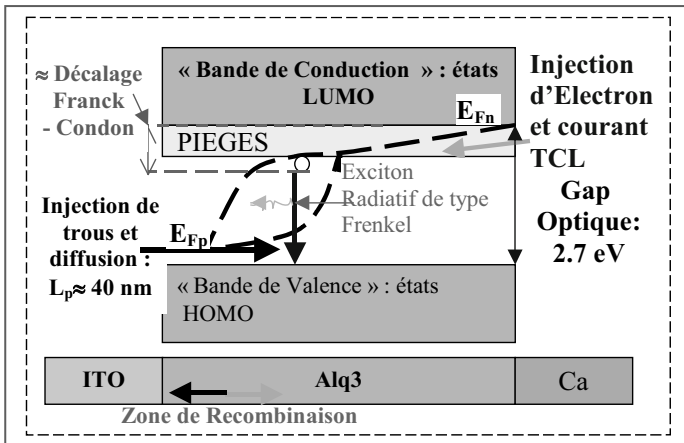 ≈ Décalage
Franck
- Condon
« Bande de Conduction » : états
LUMO
E_Fn
PIEGES
Injection
d’Electron
et courant
TCL
Gap
Optique:
2.7 eV
Exciton
Radiatif de type
Frenkel
Injection de
trous et
diffusion :
L_p≈ 40 nm
E_Fp
« Bande de Valence » : états
HOMO
ITO
Alq3
Ca
Zone de Recombinaison